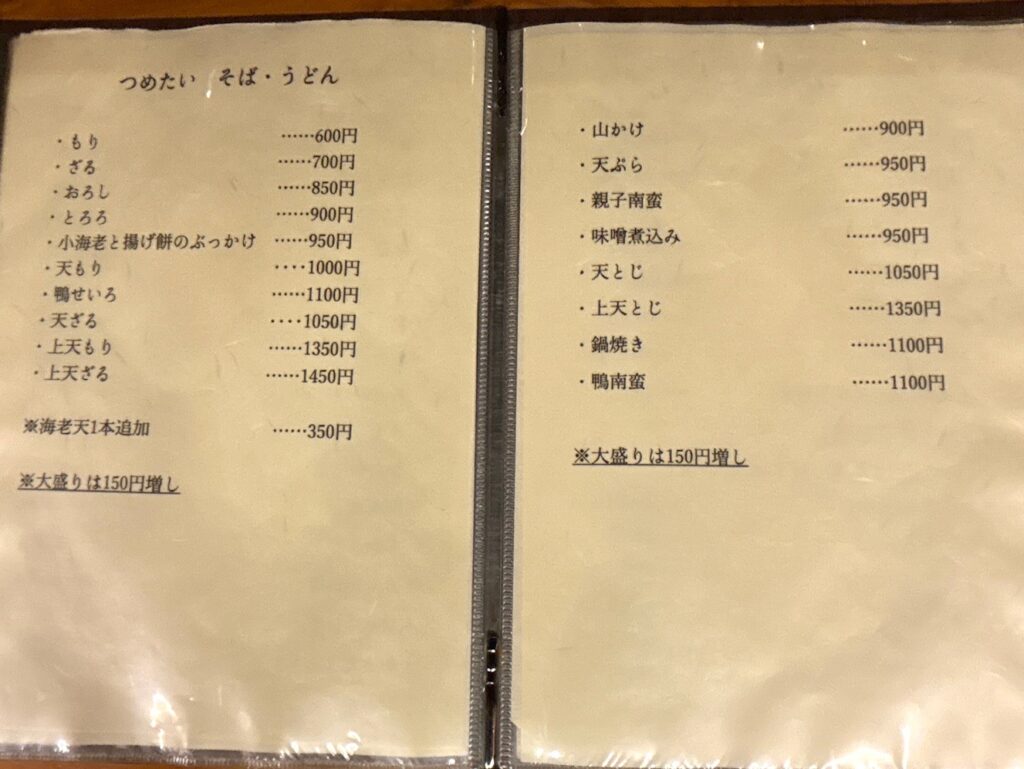 つめたい　そば・うどん
・もり ……600円
・ざる ……700円
・おろし ……850円
・とろろ ……900円
・小海老と揚げ餅のぶっかけ ……950円
・天もり ‥‥1000円
・鴨せいろ ……1100円
・天ざる ‥‥1050円
・上天もり ……1350円
・上天ざる ……1450円
※海老天1本追加 ……350円
※大盛りは150円増し
・山かけ ……900円
・天ぷら ……950円
・親子南蛮 ……950円
・味噌煮込み ……950円
・天とじ ……1050円
・上天とじ ……1350円
・鍋焼き ……1100円
・鴨南蛮 ……1100円
※大盛りは150円増し